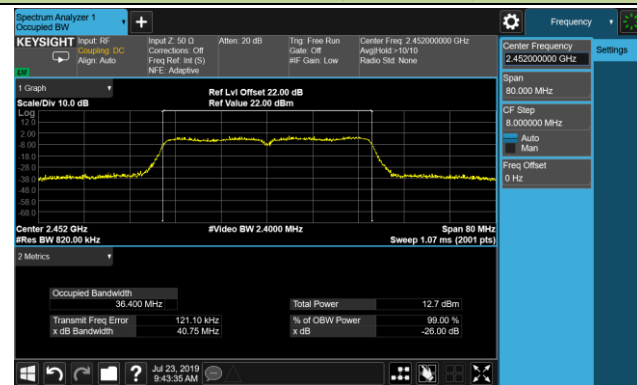 Spectrum Analyzer 1
Occupied BW
+
Frequency
KEYSIGHT
Input: RF
Coupling: DC
Align: Auto
Input Z: 50 Ω
Corrections: Off
Freq Ref: Int (S)
NFE: Adaptive
Atten: 20 dB
Trig: Free Run
Gate: Off
#IF Gain: Low
Center Freq: 2.452000000 GHz
Avg|Hold:>10/10
Radio Std: None
Center Frequency
2.452000000 GHz
Settings
Span
80.000 MHz
CF Step
8.000000 MHz
Auto
Man
Freq Offset
0 Hz
1 Graph
Scale/Div 10.0 dB
Ref Lvl Offset 22.00 dB
Ref Value 22.00 dBm
Log
12.0
2.00
-8.00
-18.0
-28.0
-38.0
-48.0
-58.0
-68.0
Center 2.452 GHz
#Res BW 820.00 kHz
#Video BW 2.4000 MHz
Span 80 MHz
Sweep 1.07 ms (2001 pts)
2 Metrics
Occupied Bandwidth
36.400 MHz
Total Power 12.7 dBm
Transmit Freq Error 121.10 kHz
% of OBW Power 99.00 %
x dB Bandwidth 40.75 MHz
x dB -26.00 dB
?
Jul 23, 2019
9:43:35 AM